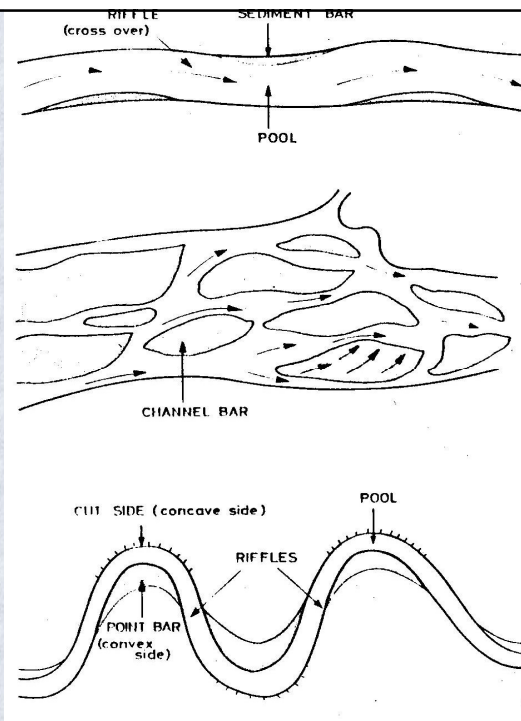 RIFFLE
(cross over)
SEDIMENT BAR
POOL
CHANNEL BAR
CUT SIDE (concave side)
POOL
RIFFLES
POINT BAR
(convex
side)